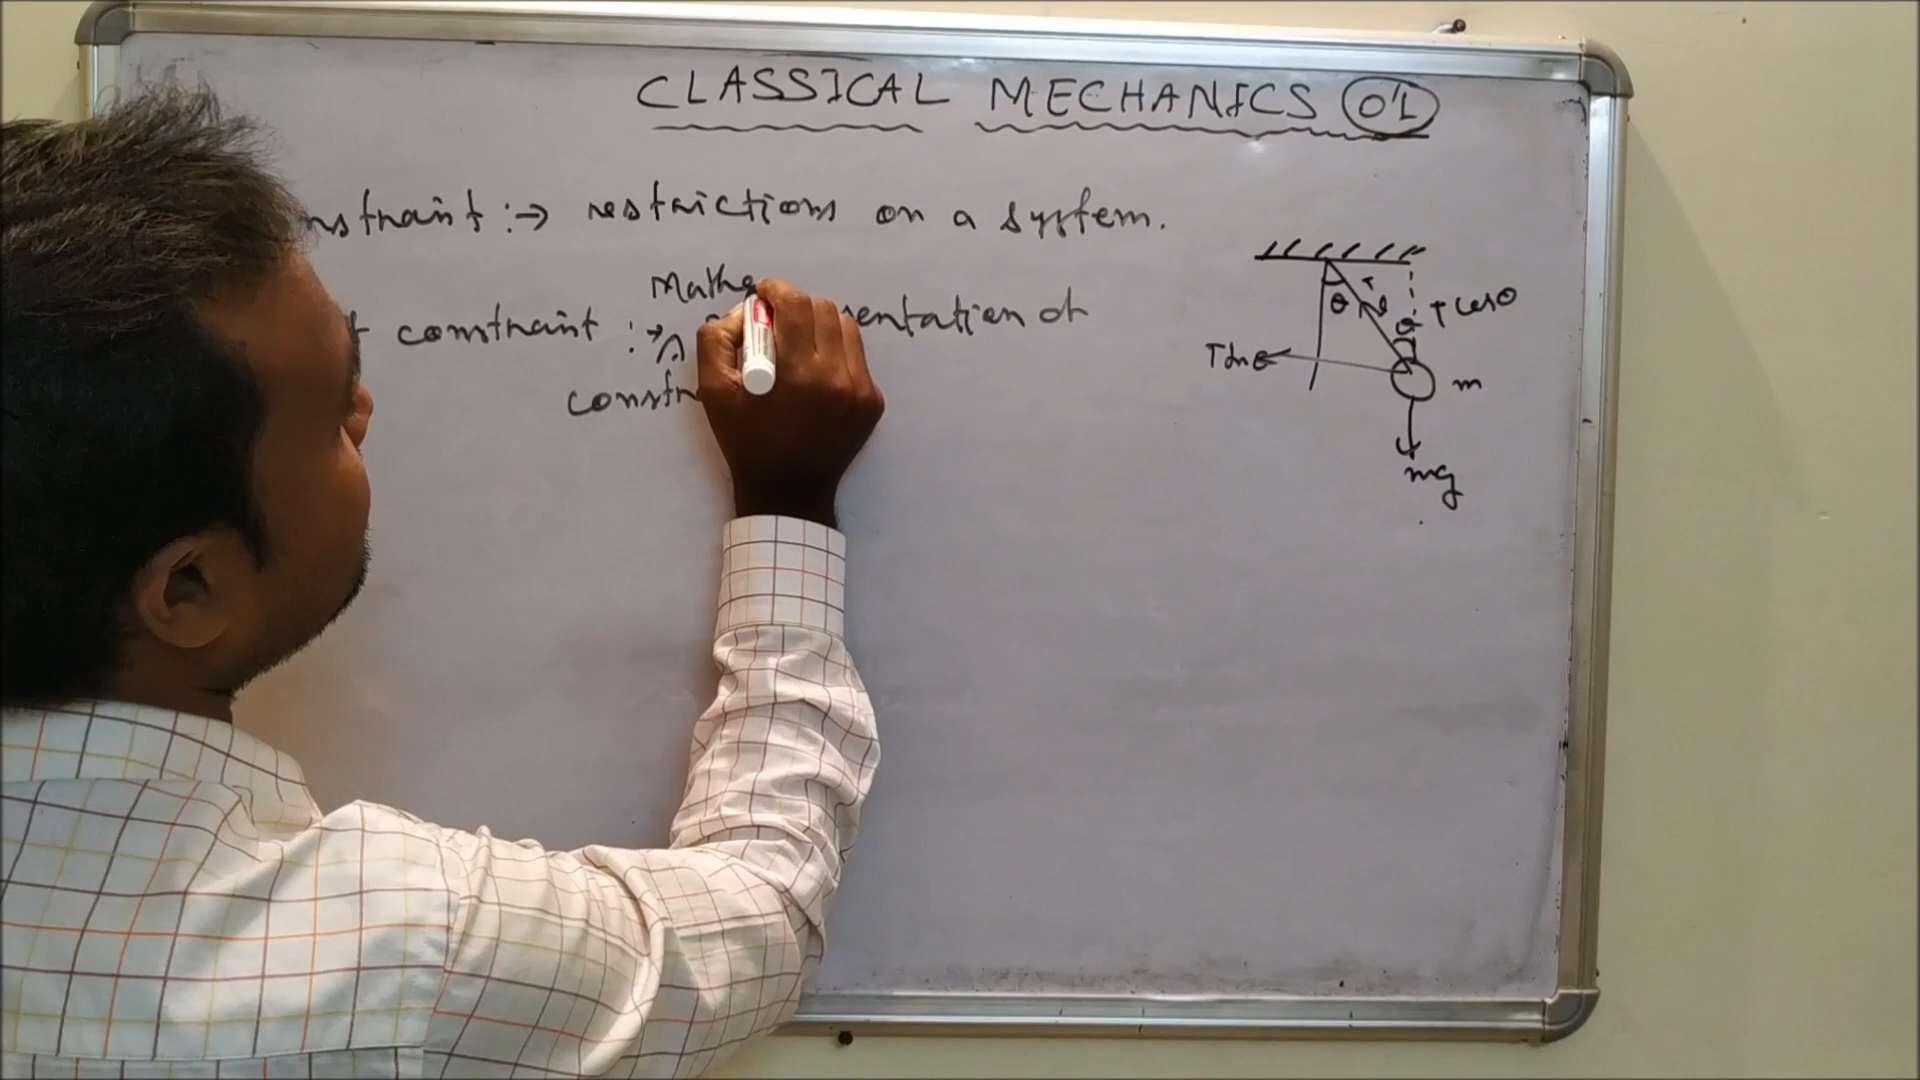 CLASSICAL MECHANICS 01
nstraint :→ restrictions on a system.
Mathe
constraint :→ entation of
constr
θ
T cosθ
m
mg